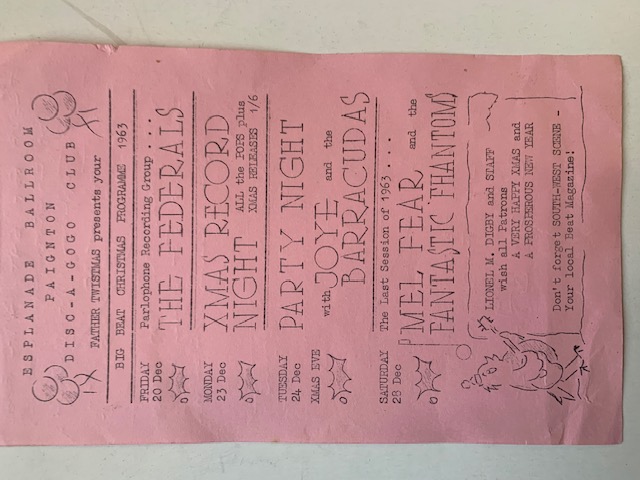 ESPLANADE BALLROOM
PAIGNTON
DISC-A-GOGO CLUB
FATHER TWISTMAS presents your
BIG BEAT CHRISTMAS PROGRAMME 1963
FRIDAY
20 Dec
Parlophone Recording Group....
THE FEDERALS
MONDAY
23 Dec
XMAS RECORD
NIGHT
ALL the POPS plus
XMAS RELEASES 1/6
TUESDAY
24 Dec
XMAS EVE
PARTY NIGHT
with JOYE and the
BARRACUDAS
SATURDAY
28 Dec
The Last Session of 1963 ....
MEL FEAR and the
FANTASTIC FHANTOMS
LIONEL M. DIGBY and STAFF
wish all Patrons
A VERY HAPPY XMAS and
A PROSPEROUS NEW YEAR
Don't forget SOUTH-WEST SCENE -
Your local Beat Magazine!